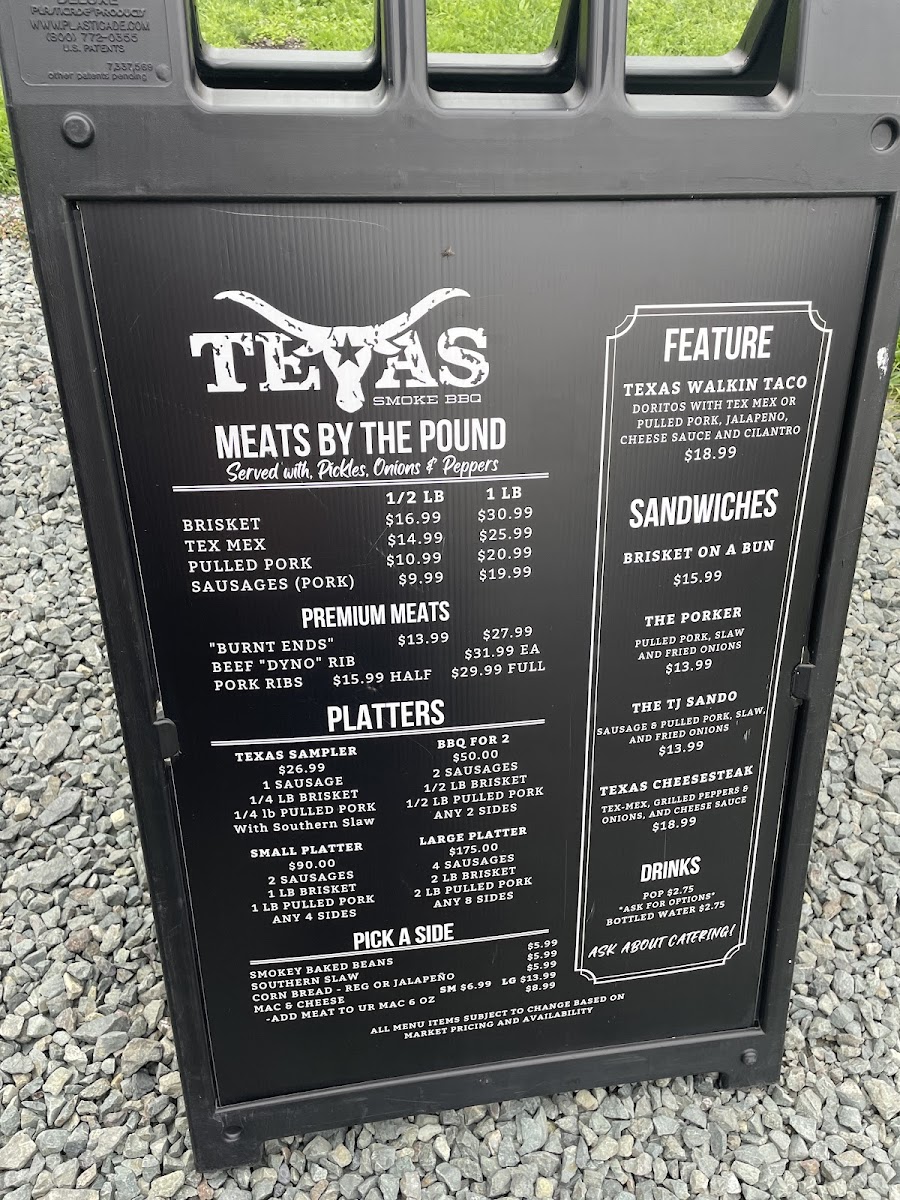 DELUXE
PLASTICADE PRODUCT
WWW.PLASTICADE.COM
(800) 772-0355
U.S. PATENTS
7,337,569
other patents pending
TEXAS
SMOKE BBQ
MEATS BY THE POUND
Served with, Pickles, Onions & Peppers
1/2 LB 1 LB
BRISKET $16.99 $30.99
TEX MEX $14.99 $25.99
PULLED PORK $10.99 $20.99
SAUSAGES (PORK) $9.99 $19.99
PREMIUM MEATS
"BURNT ENDS" $13.99 $27.99
BEEF "DYNO" RIB $31.99 EA
PORK RIBS $15.99 HALF $29.99 FULL
PLATTERS
TEXAS SAMPLER
$26.99
1 SAUSAGE
1/4 LB BRISKET
1/4 lb PULLED PORK
With Southern Slaw
BBQ FOR 2
$50.00
2 SAUSAGES
1/2 LB BRISKET
1/2 LB PULLED PORK
ANY 2 SIDES
SMALL PLATTER
$90.00
2 SAUSAGES
1 LB BRISKET
1 LB PULLED PORK
ANY 4 SIDES
LARGE PLATTER
$175.00
4 SAUSAGES
2 LB BRISKET
2 LB PULLED PORK
ANY 8 SIDES
PICK A SIDE
SMOKEY BAKED BEANS $5.99
SOUTHERN SLAW $5.99
CORN BREAD - REG OR JALAPEÑO $5.99
MAC & CHEESE SM $6.99 LG $13.99
-ADD MEAT TO UR MAC 6 OZ $8.99
ALL MENU ITEMS SUBJECT TO CHANGE BASED ON
MARKET PRICING AND AVAILABILITY
FEATURE
TEXAS WALKIN TACO
DORITOS WITH TEX MEX OR
PULLED PORK, JALAPENO,
CHEESE SAUCE AND CILANTRO
$18.99
SANDWICHES
BRISKET ON A BUN
$15.99
THE PORKER
PULLED PORK, SLAW
AND FRIED ONIONS
$13.99
THE TJ SANDO
SAUSAGE & PULLED PORK, SLAW,
AND FRIED ONIONS
$13.99
TEXAS CHEESESTEAK
TEX-MEX, GRILLED PEPPERS &
ONIONS, AND CHEESE SAUCE
$18.99
DRINKS
POP $2.75
*ASK FOR OPTIONS*
BOTTLED WATER $2.75
ASK ABOUT CATERING!